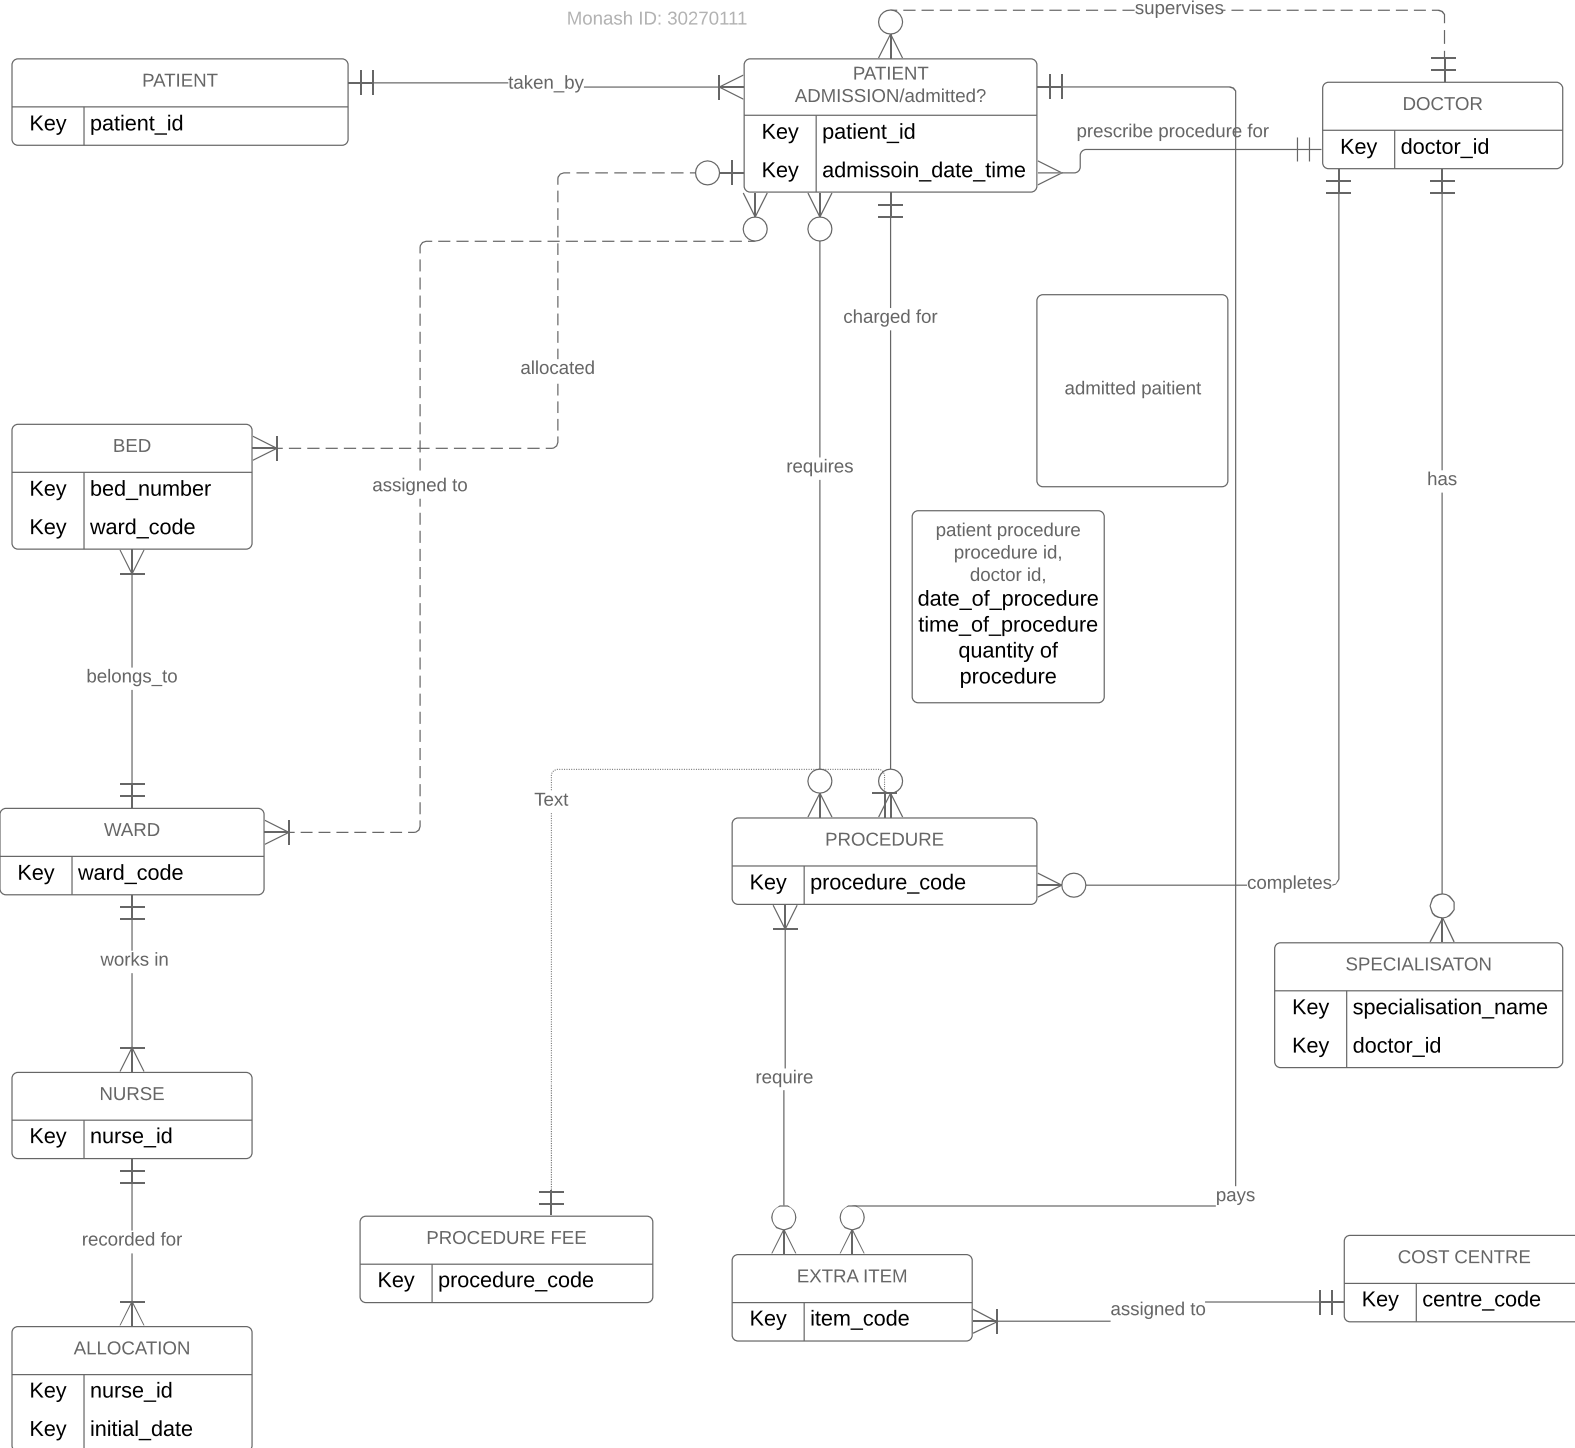 Monash ID: 30270111
supervises
PATIENT
Key patient_id
taken_by
PATIENT
ADMISSION/admitted?
Key patient_id
Key admissoin_date_time
prescribe procedure for
DOCTOR
Key doctor_id
charged for
allocated
admitted paitient
BED
Key bed_number
Key ward_code
assigned to
requires
has
patient procedure
procedure id,
doctor id,
date_of_procedure
time_of_procedure
quantity of
procedure
belongs_to
Text
WARD
Key ward_code
PROCEDURE
Key procedure_code
completes
works in
SPECIALISATON
Key specialisation_name
Key doctor_id
NURSE
Key nurse_id
require
pays
recorded for
PROCEDURE FEE
Key procedure_code
EXTRA ITEM
Key item_code
assigned to
COST CENTRE
Key centre_code
ALLOCATION
Key nurse_id
Key initial_date